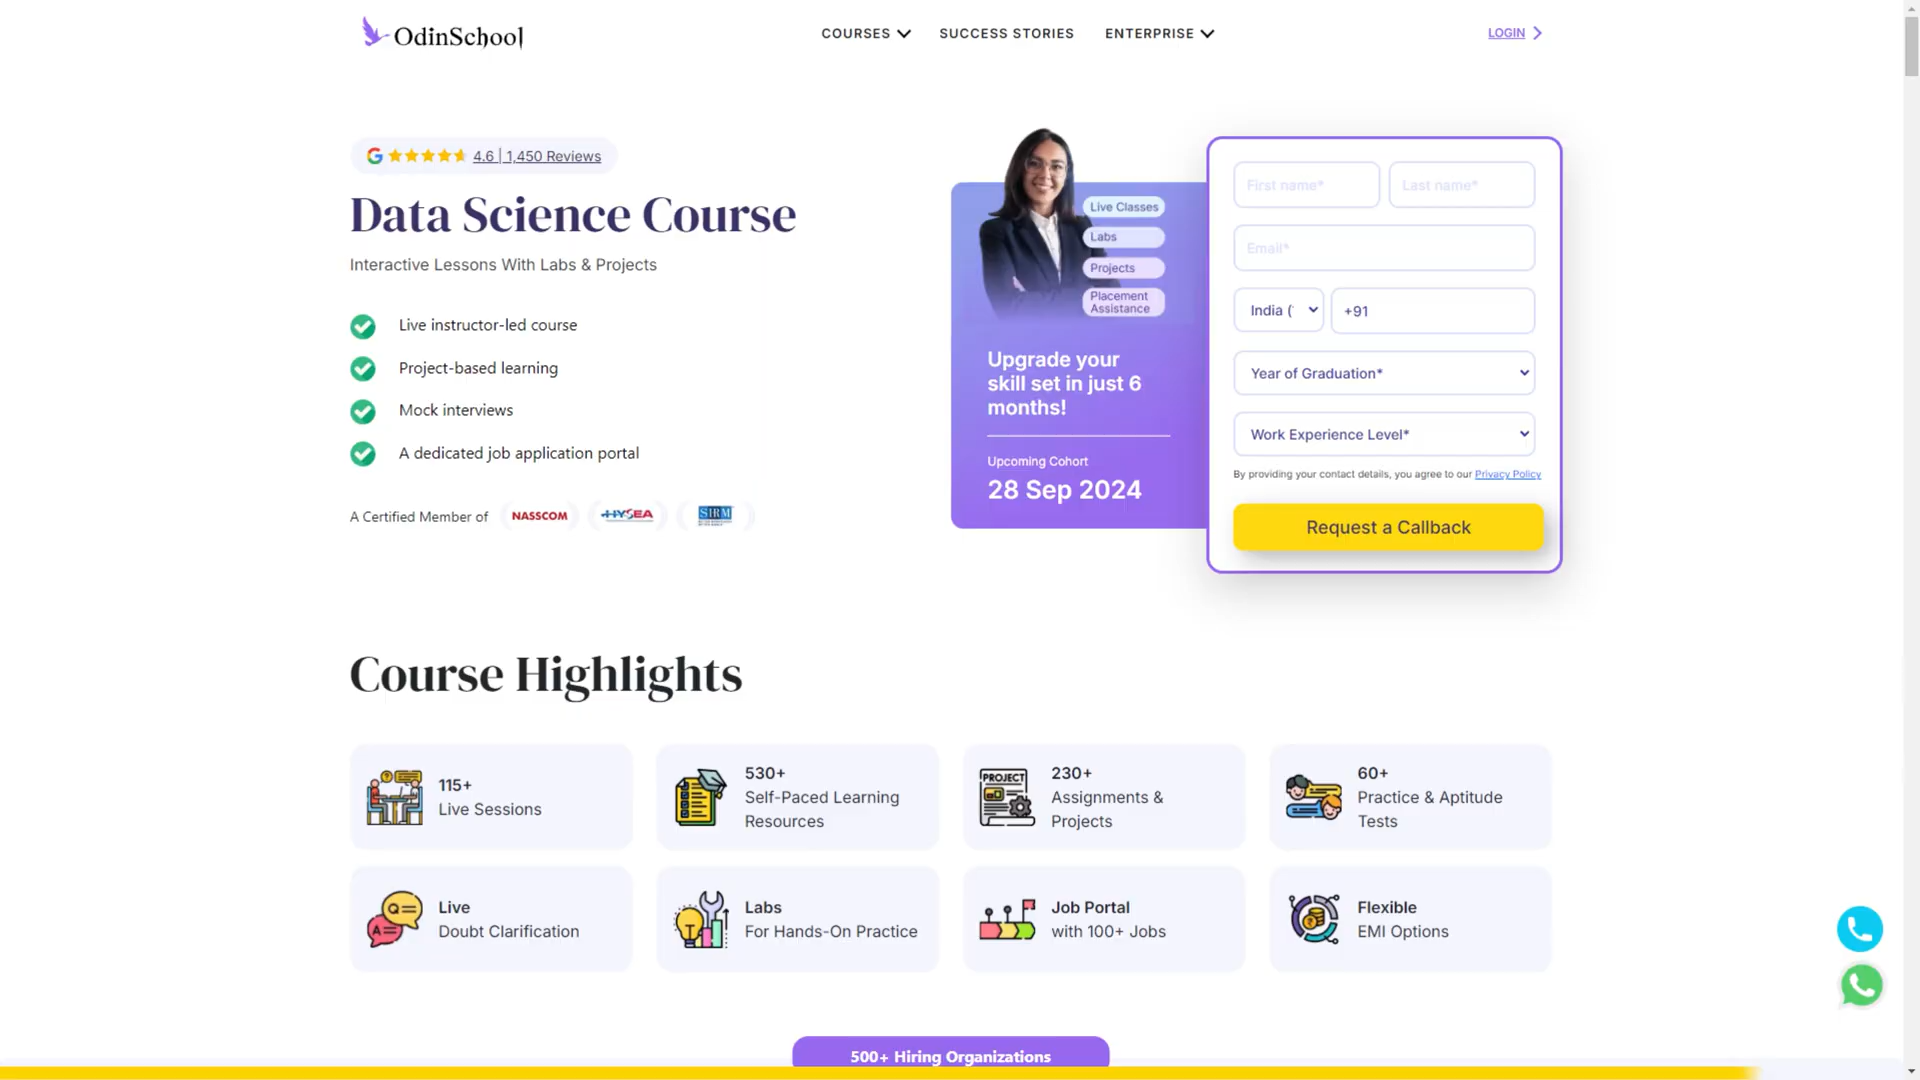 OdinSchool
COURSES
SUCCESS STORIES
ENTERPRISE
LOGIN
4.6 | 1,450 Reviews
Data Science Course
Interactive Lessons With Labs & Projects
Live instructor-led course
Project-based learning
Mock interviews
A dedicated job application portal
A Certified Member of
NASSCOM
HYSEA
SIRM
Live Classes
Labs
Projects
Placement
Assistance
Upgrade your
skill set in just 6
months!
Upcoming Cohort
28 Sep 2024
First name*
Last name*
Email*
India (
+91
Year of Graduation*
Work Experience Level*
By providing your contact details, you agree to our Privacy Policy
Request a Callback
Course Highlights
115+
Live Sessions
530+
Self-Paced Learning
Resources
PROJECT
230+
Assignments &
Projects
60+
Practice & Aptitude
Tests
Live
Doubt Clarification
Labs
For Hands-On Practice
Job Portal
with 100+ Jobs
Flexible
EMI Options
500+ Hiring Organizations